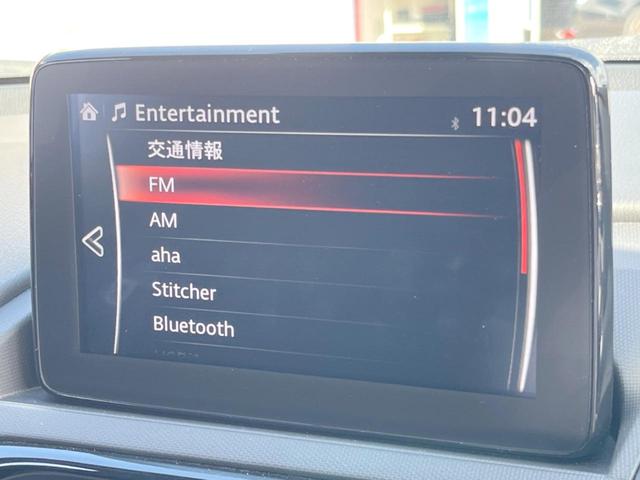 Entertainment
11:04
交通情報
FM
AM
aha
Stitcher
Bluetooth